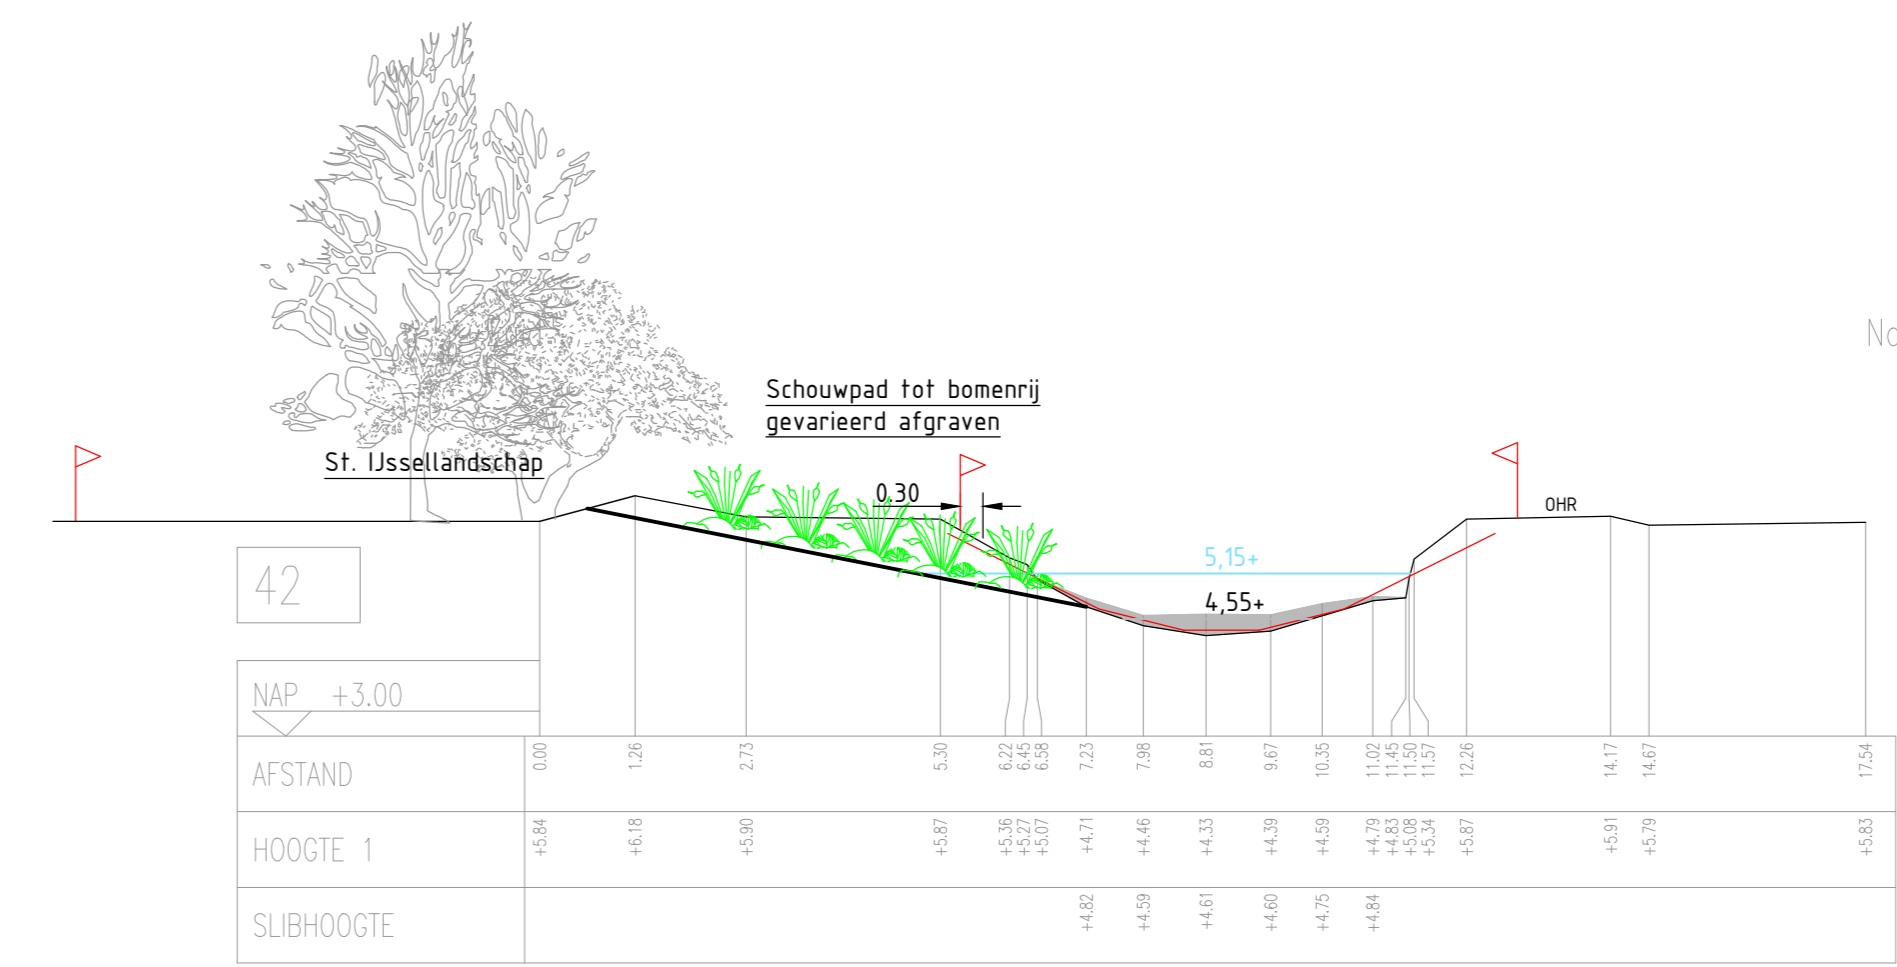 No
Schouwpad tot bomenrij
gevarieerd afgraven
St. IJssellandschap
0.30
OHR
5,15+
4,55+
42
NAP +3.00
AFSTAND 0.00 1.26 2.73 5.30 6.22 6.45 6.58 7.23 7.98 8.81 9.67 10.35 11.02 11.45 11.50 11.57 12.26 14.17 14.67 17.54
HOOGTE 1 +5.84 +6.18 +5.90 +5.87 +5.36 +5.27 +5.07 +4.71 +4.46 +4.33 +4.39 +4.59 +4.79 +4.83 +5.08 +5.34 +5.87 +5.91 +5.79 +5.83
SLIBHOOGTE +4.82 +4.59 +4.61 +4.60 +4.75 +4.84